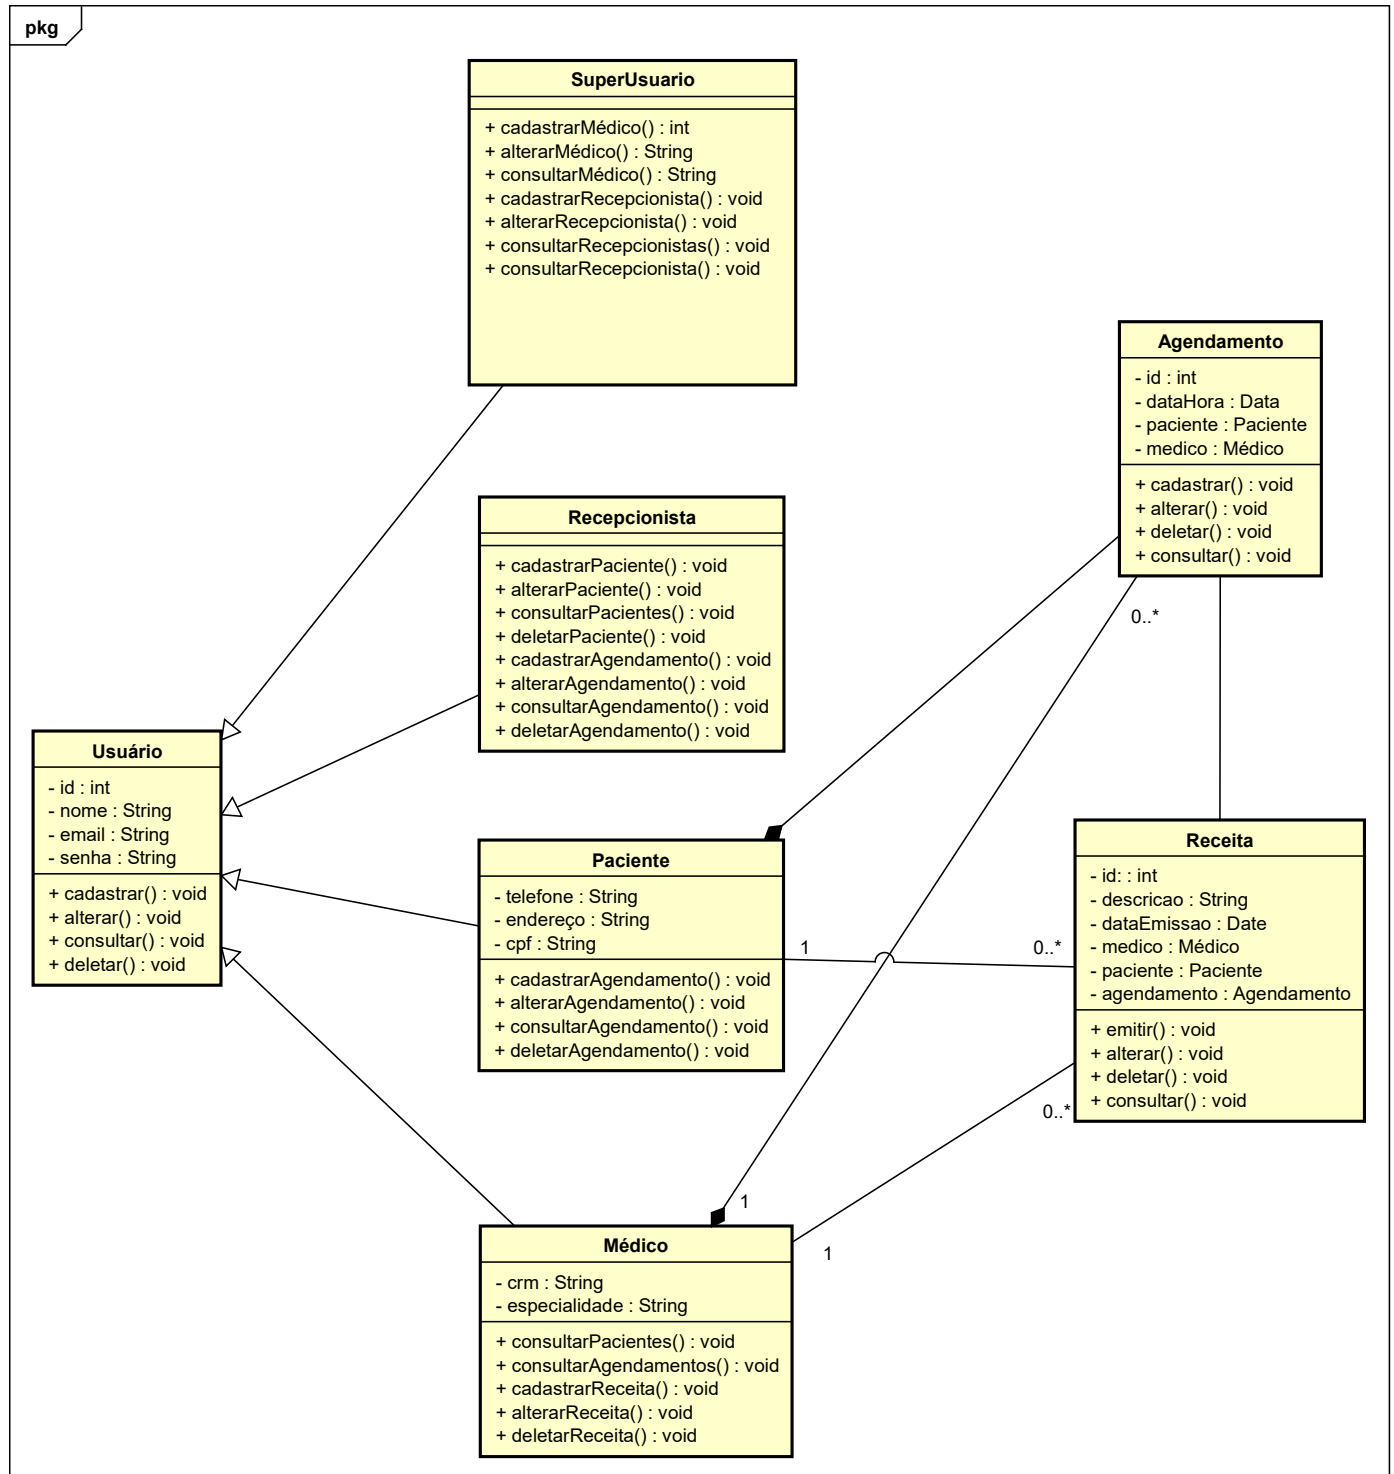 pkg
SuperUsuario
+ cadastrarMédico() : int
+ alterarMédico() : String
+ consultarMédico() : String
+ cadastrarRecepcionista() : void
+ alterarRecepcionista() : void
+ consultarRecepcionistas() : void
+ consultarRecepcionista() : void
Agendamento
- id : int
- dataHora : Data
- paciente : Paciente
- medico : Médico
+ cadastrar() : void
+ alterar() : void
+ deletar() : void
+ consultar() : void
0..*
Recepcionista
+ cadastrarPaciente() : void
+ alterarPaciente() : void
+ consultarPacientes() : void
+ deletarPaciente() : void
+ cadastrarAgendamento() : void
+ alterarAgendamento() : void
+ consultarAgendamento() : void
+ deletarAgendamento() : void
Usuário
- id : int
- nome : String
- email : String
- senha : String
+ cadastrar() : void
+ alterar() : void
+ consultar() : void
+ deletar() : void
Paciente
- telefone : String
- endereço : String
- cpf : String
+ cadastrarAgendamento() : void
+ alterarAgendamento() : void
+ consultarAgendamento() : void
+ deletarAgendamento() : void
1
0..*
Receita
- id: : int
- descricao : String
- dataEmissao : Date
- medico : Médico
- paciente : Paciente
- agendamento : Agendamento
+ emitir() : void
+ alterar() : void
+ deletar() : void
+ consultar() : void
0..*
1
1
Médico
- crm : String
- especialidade : String
+ consultarPacientes() : void
+ consultarAgendamentos() : void
+ cadastrarReceita() : void
+ alterarReceita() : void
+ deletarReceita() : void